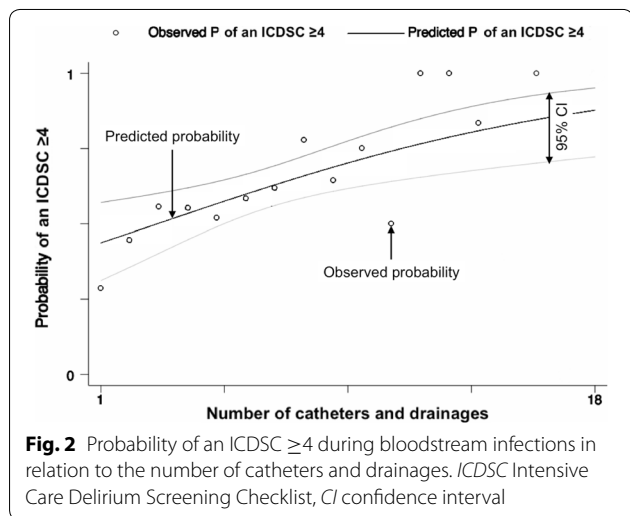 Observed P of an ICDSC ≥4 Predicted P of an ICDSC ≥4
1
Predicted probability
95% CI
Probability of an ICDSC ≥4
Observed probability
0
1 18
Number of catheters and drainages
Fig. 2 Probability of an ICDSC ≥4 during bloodstream infections in
relation to the number of catheters and drainages. ICDSC Intensive
Care Delirium Screening Checklist, CI confidence interval